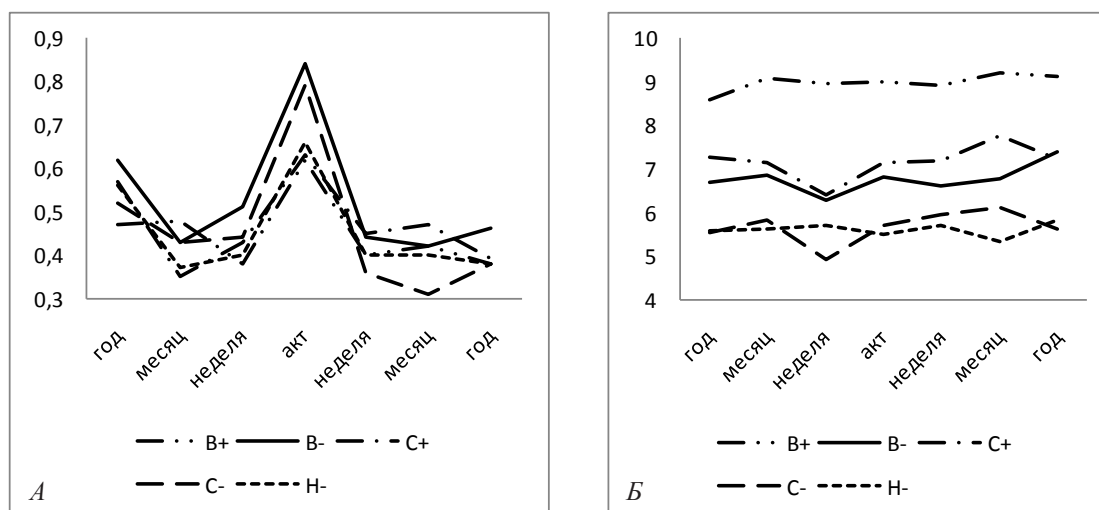 0,9
0,8
0,7
0,6
0,5
0,4
0,3
год
месяц
неделя
акт
неделя
месяц
год
В+ В- С+
С- Н-
А
10
9
8
7
6
5
4
год
месяц
неделя
акт
неделя
месяц
год
В+ В- С+
С- Н-
Б